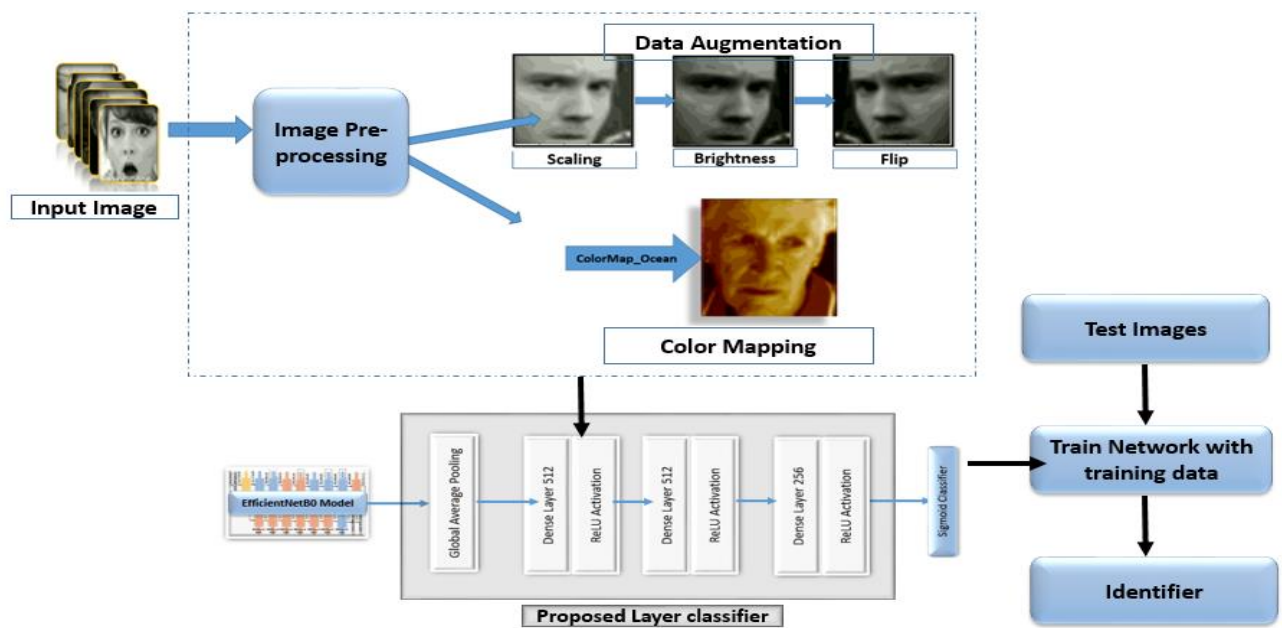 Data Augmentation
Image Pre-
processing
Scaling
Brightness
Flip
Input Image
ColorMap_Ocean
Color Mapping
Test Images
Train Network with
training data
Identifier
EfficientNetB0 Model
Global Average Pooling
Dense Layer 512
ReLU Activation
Dense Layer 512
ReLU Activation
Dense Layer 256
ReLU Activation
Sigmoid Classifier
Proposed Layer classifier